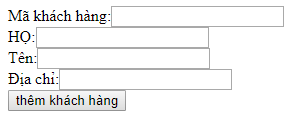 Mã khách hàng:
HỌ:
Tên:
Địa chỉ:
thêm khách hàng